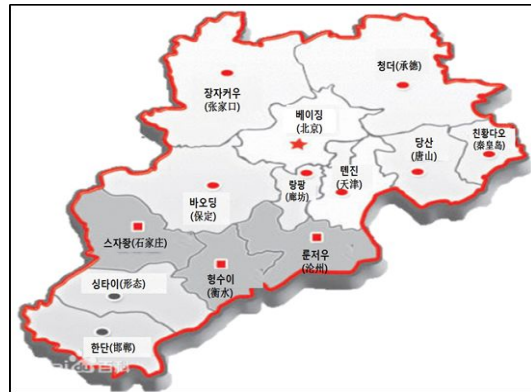 청더(承德)
장자커우
(张家口)
베이징
(北京)
친황다오
(秦皇岛)
당산
(唐山)
톈진
(天津)
랑팡
(廊坊)
바오딩
(保定)
스자좡(石家庄)
룬저우
(沧州)
헝수이
(衡水)
싱타이(形态)
한단(邯郸)